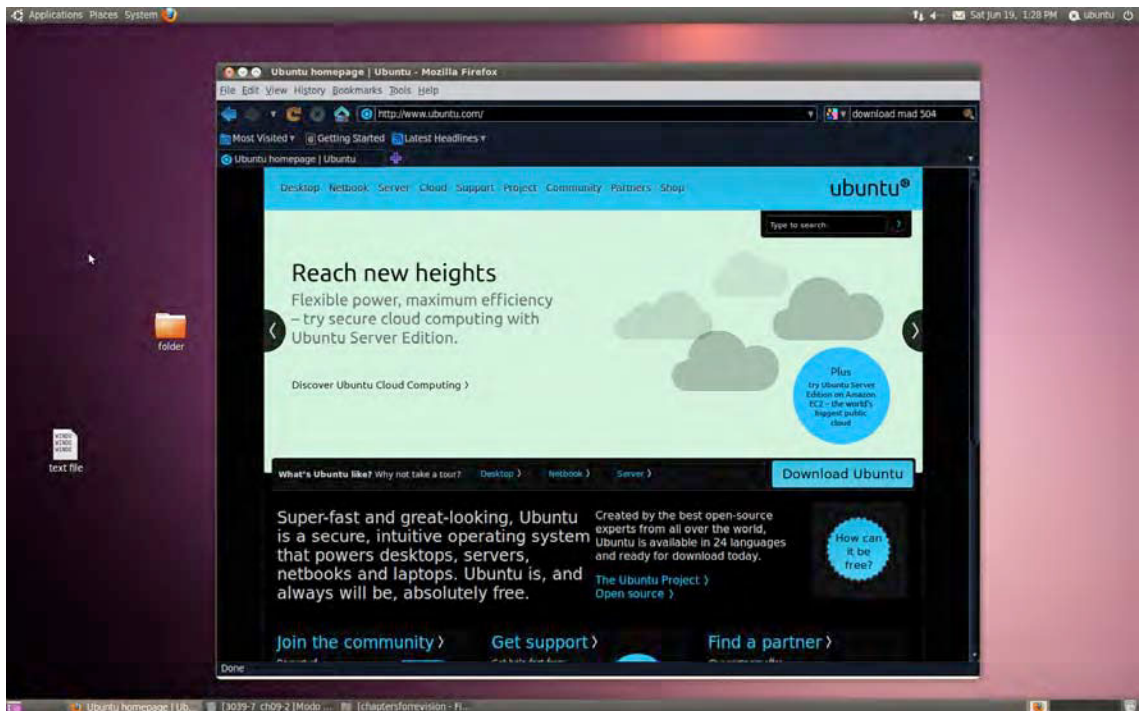 Applications Places System
Sat Jun 19, 1:28 PM ubuntu
Ubuntu homepage | Ubuntu - Mozilla Firefox
File Edit View History Bookmarks Tools Help
http://www.ubuntu.com/
download mad 504
Most Visited Getting Started Latest Headlines
Ubuntu homepage | Ubuntu
Desktop Netbook Server Cloud Support Project Community Partners Shop
ubuntu
Type to search
Reach new heights
Flexible power, maximum efficiency
– try secure cloud computing with
Ubuntu Server Edition.
Discover Ubuntu Cloud Computing >
Plus
try Ubuntu Server
Edition on Amazon
EC2 – the world's
biggest public
cloud
folder
text file
What's Ubuntu like? Why not take a tour? Desktop > Netbook > Server >
Download Ubuntu
Super-fast and great-looking, Ubuntu
is a secure, intuitive operating system
that powers desktops, servers,
netbooks and laptops. Ubuntu is, and
always will be, absolutely free.
Created by the best open-source
experts from all over the world,
Ubuntu is available in 24 languages
and ready for download today.
The Ubuntu Project >
Open source >
How can
it be
free?
Join the community >
Get support >
Find a partner >
Done
Ubuntu homepage | Ub... [3039-7_ch09-2 [Modo ... [chaptersforrevision - Fi...